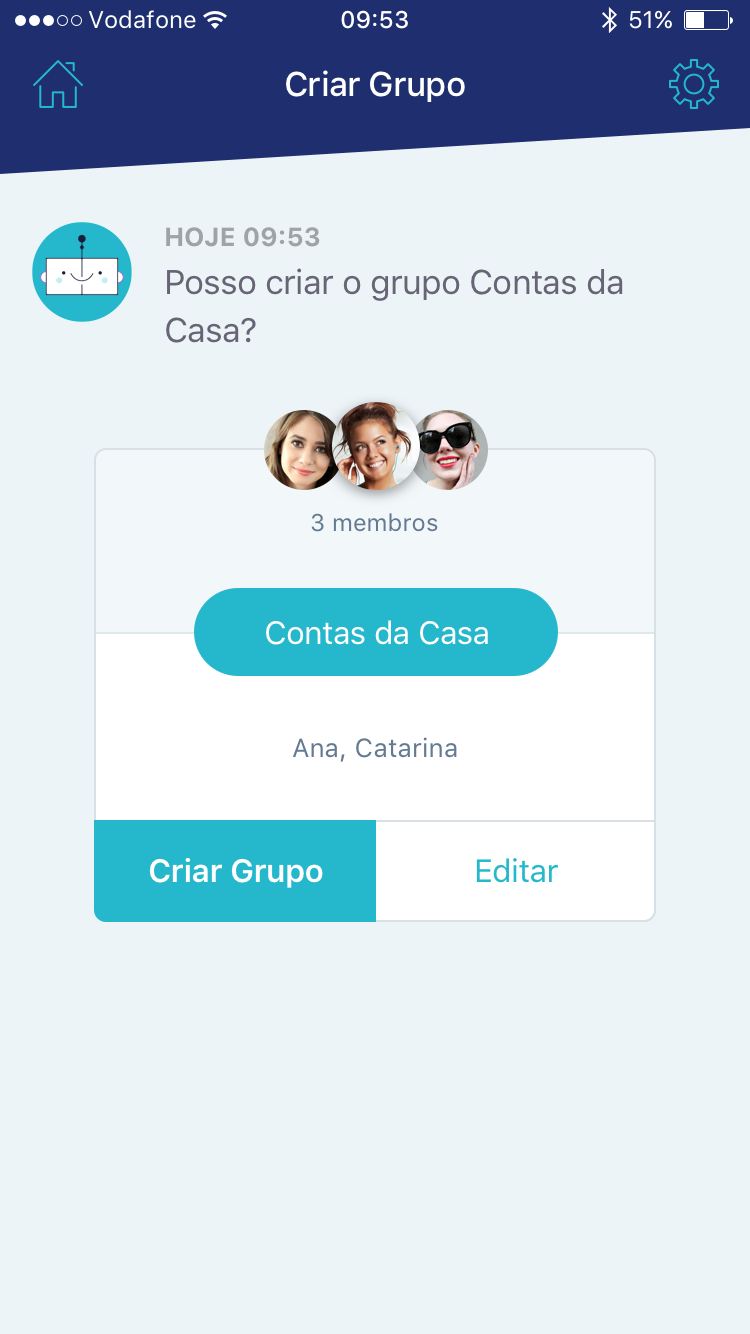 Vodafone 09:53 51%
Criar Grupo
HOJE 09:53
Posso criar o grupo Contas da
Casa?
3 membros
Contas da Casa
Ana, Catarina
Criar Grupo Editar